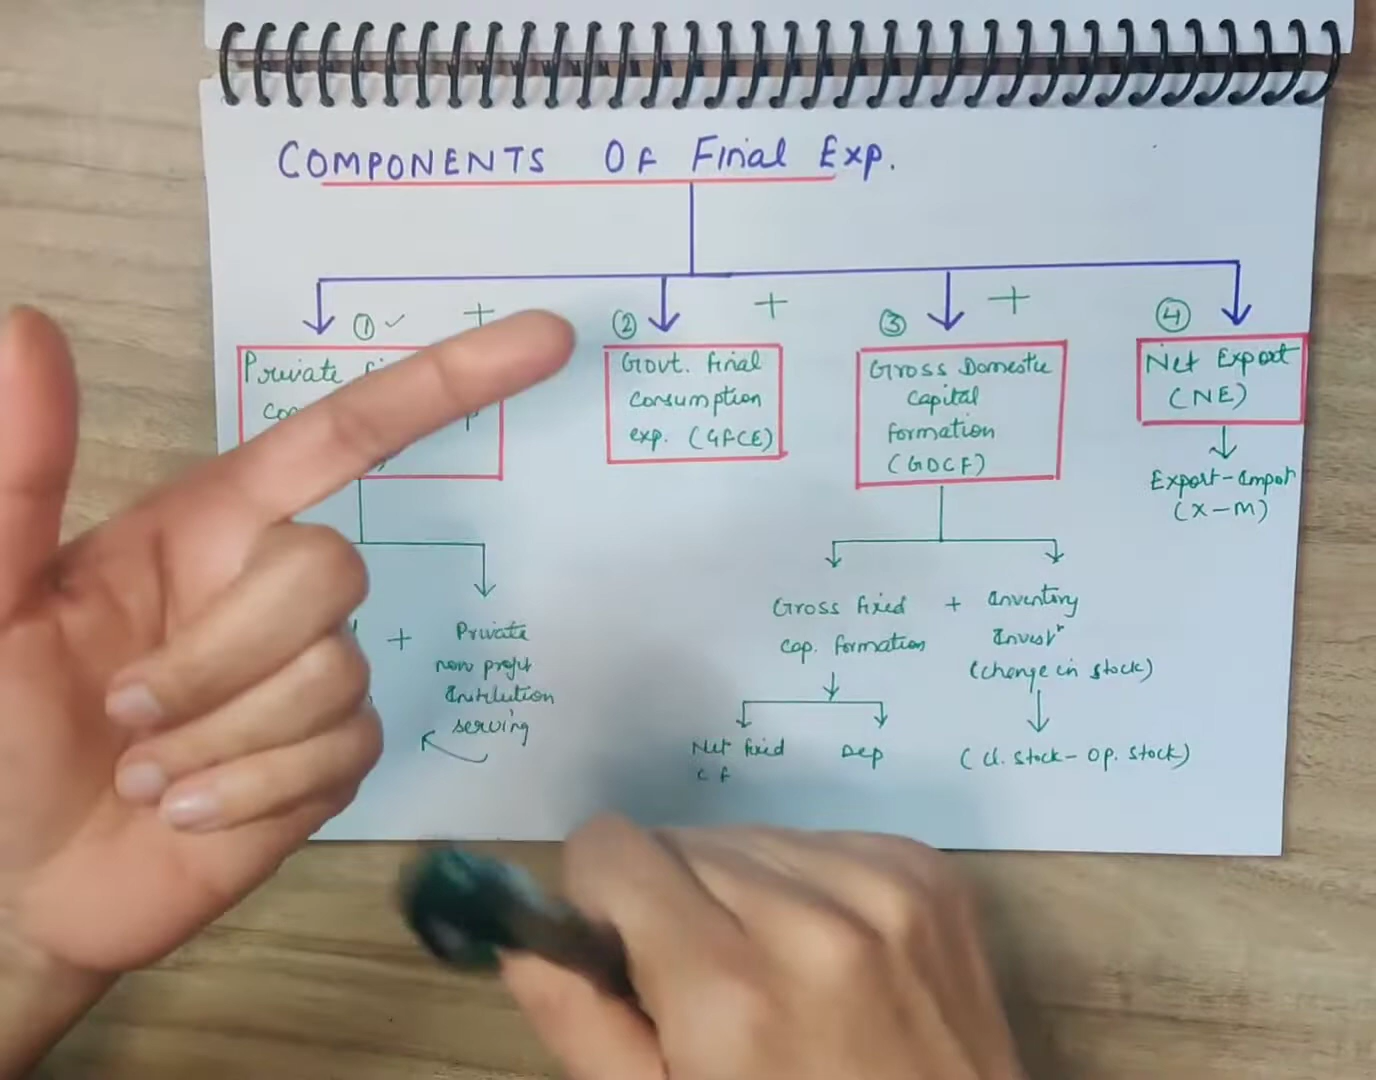 COMPONENTS Of Final Exp.
① ✓ +
Private
② +
Govt. final
consumption
exp. (GFCE)
③ +
Gross Domestic
capital
formation
(GDCF)
④
Net Export
(NE)
Export-Import
(X-M)
+
Private
non profit
Institution
serving
Gross fixed
cap. formation
+
Inventory
Invest^n
(change in stock)
Net fixed
CF
Dep
(cl. stock - op. stock)